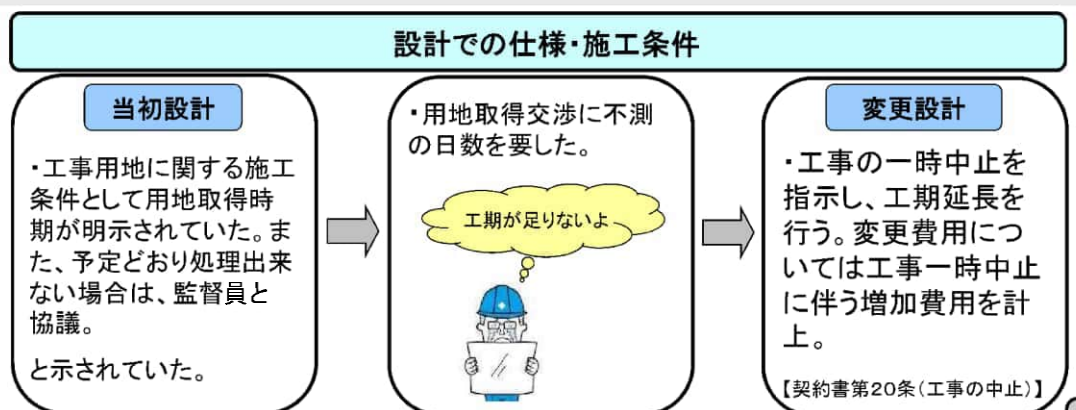 設計での仕様・施工条件
当初設計
・工事用地に関する施工
条件として用地取得時
期が明示されていた。ま
た、予定どおり処理出来
ない場合は、監督員と
協議。
と示されていた。
・用地取得交渉に不測
の日数を要した。
工期が足りないよ
変更設計
・工事の一時中止を
指示し、工期延長を
行う。変更費用につ
いては工事一時中止
に伴う増加費用を計
上。
【契約書第20条(工事の中止)】